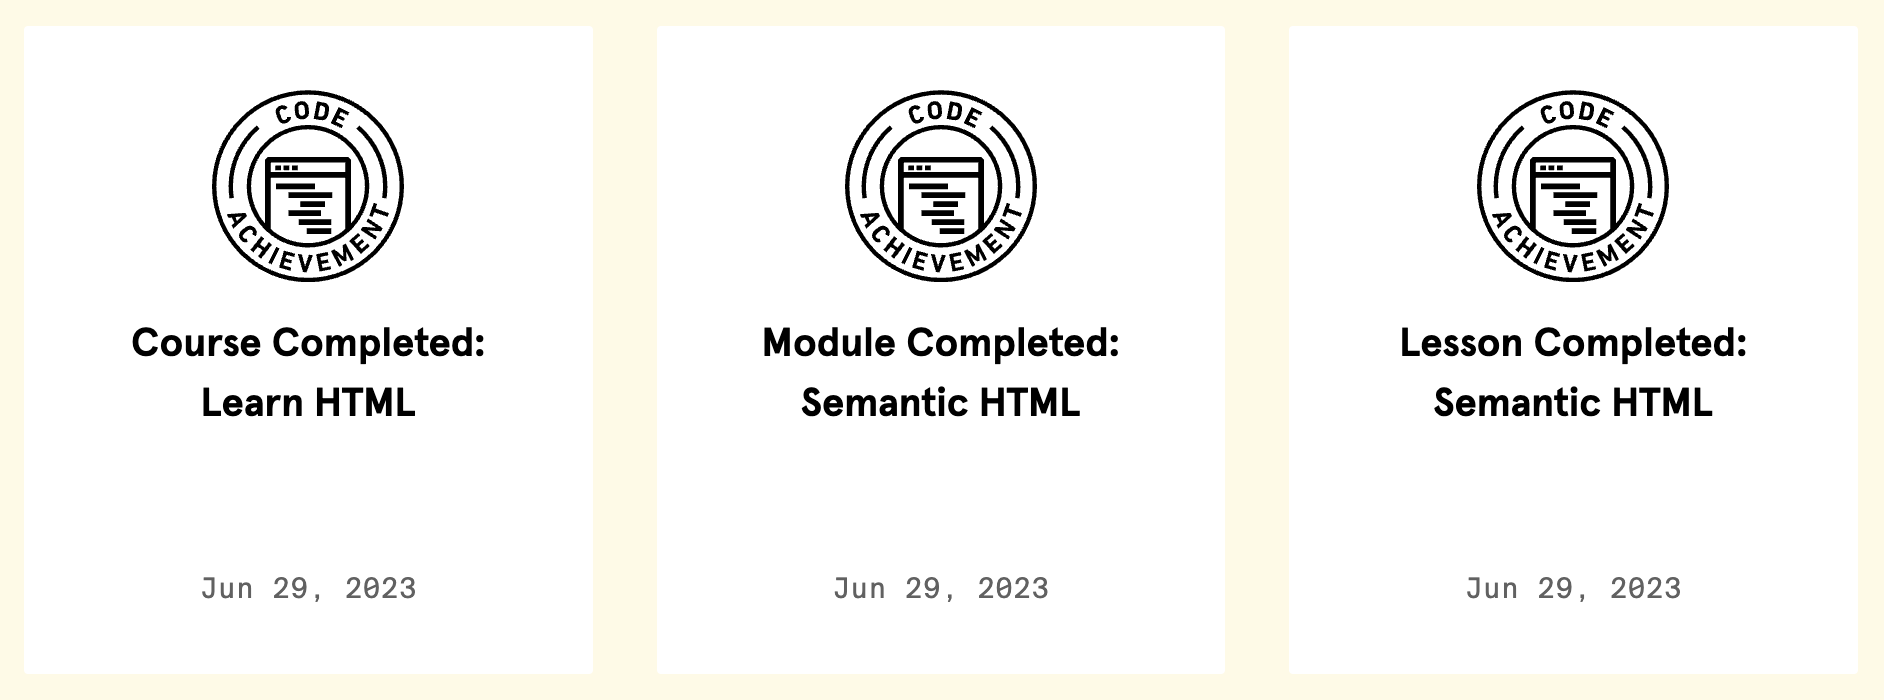 CODE
ACHIEVEMENT
Course Completed:
Learn HTML
Jun 29, 2023
CODE
ACHIEVEMENT
Module Completed:
Semantic HTML
Jun 29, 2023
CODE
ACHIEVEMENT
Lesson Completed:
Semantic HTML
Jun 29, 2023